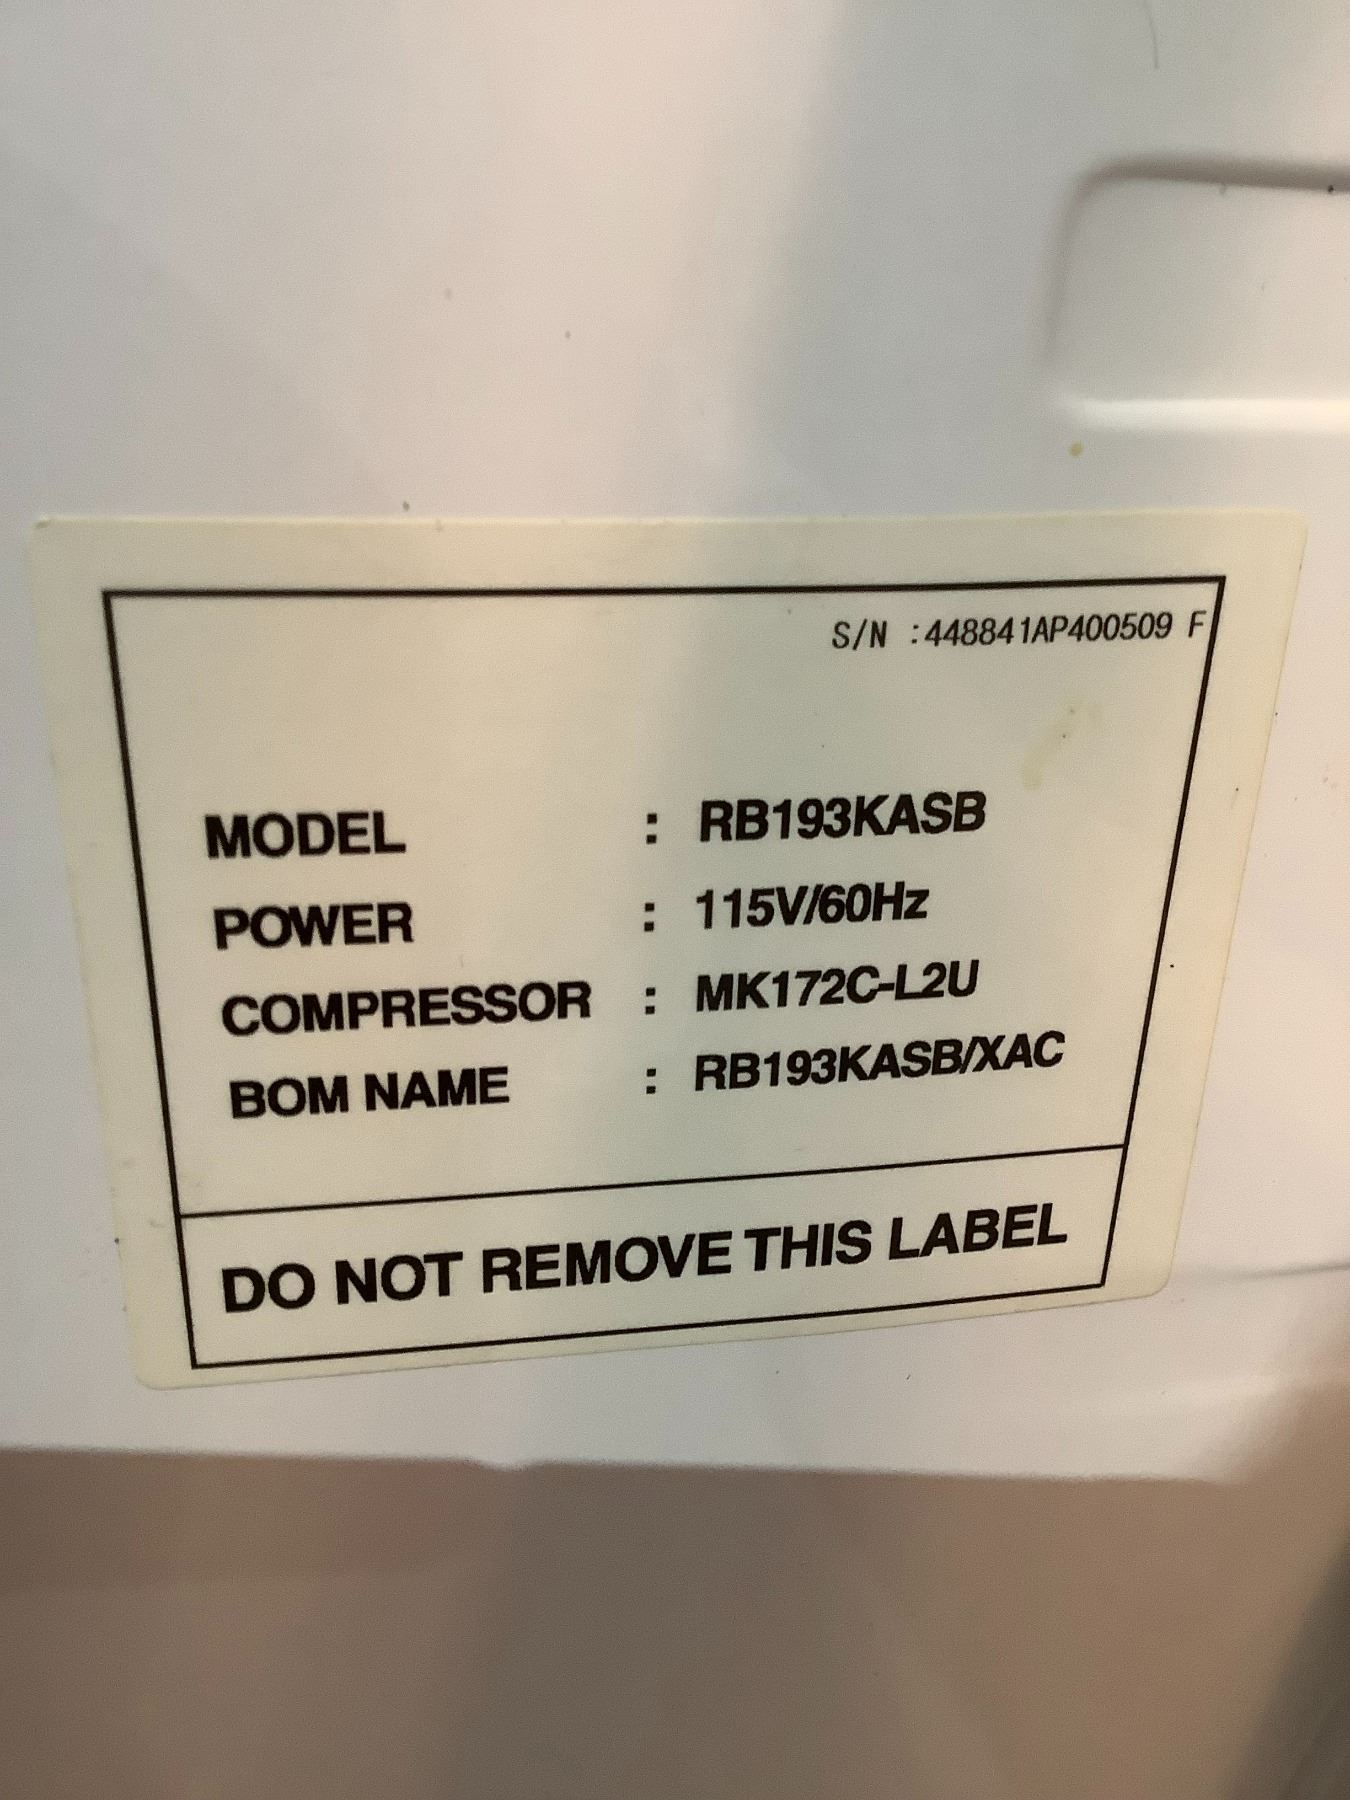 S/N :448841AP400509 F
MODEL : RB193KASB
POWER : 115V/60Hz
COMPRESSOR : MK172C-L2U
BOM NAME : RB193KASB/XAC
DO NOT REMOVE THIS LABEL